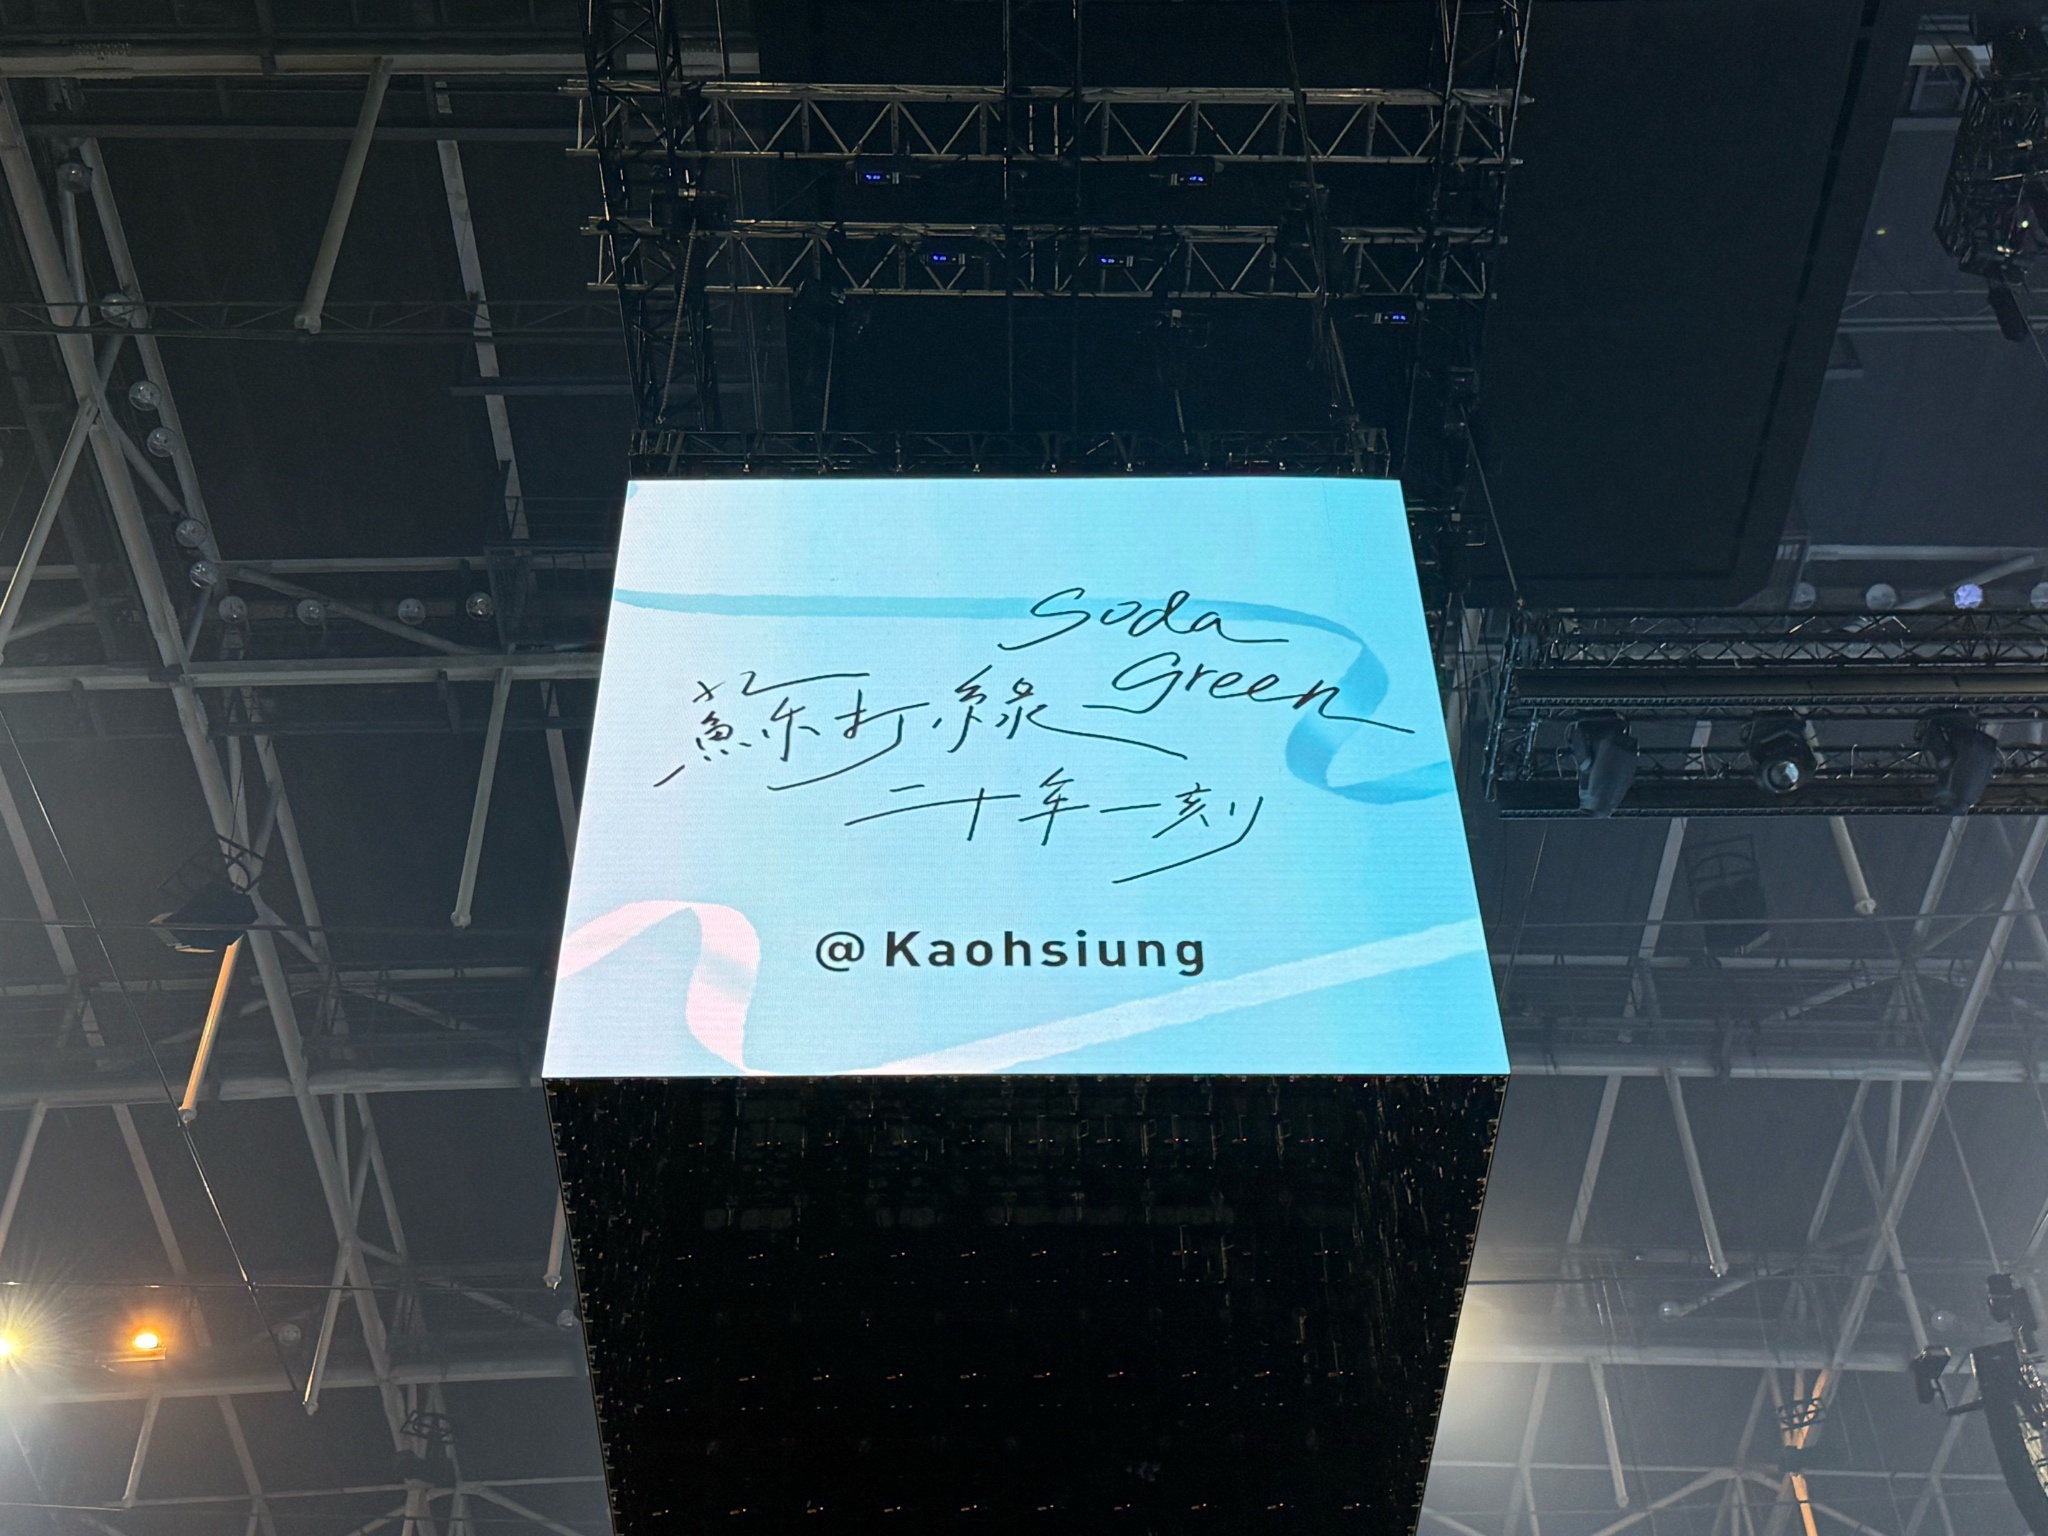 Soda
Green
蘇打綠
二十年一刻
@Kaohsiung